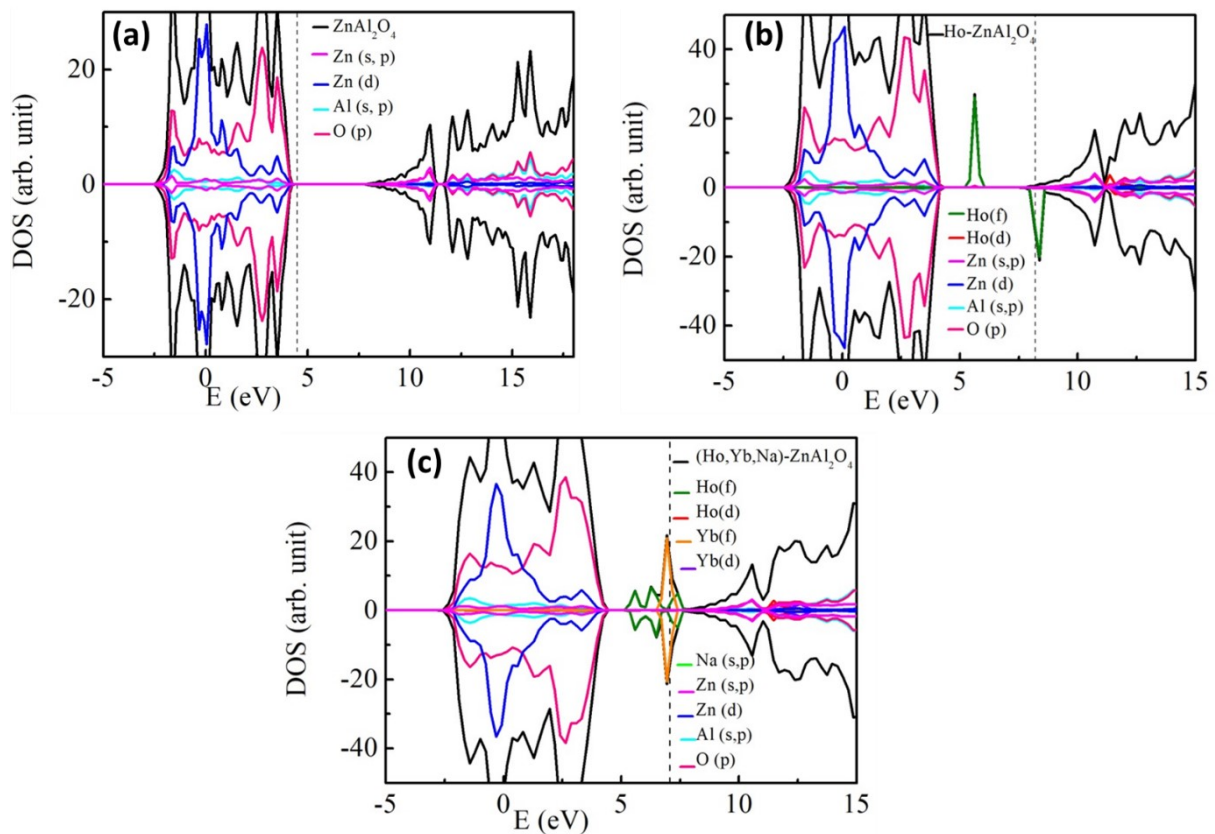 (a)
ZnAl₂O₄
Zn (s, p)
Zn (d)
Al (s, p)
O (p)
20
0
-20
DOS (arb. unit)
-5 0 5 10 15
E (eV)
(b)
Ho-ZnAl₂O₄
Ho(f)
Ho(d)
Zn (s,p)
Zn (d)
Al (s,p)
O (p)
40
20
0
-20
-40
DOS (arb. unit)
-5 0 5 10 15
E (eV)
(c)
(Ho,Yb,Na)-ZnAl₂O₄
Ho(f)
Ho(d)
Yb(f)
Yb(d)
Na (s,p)
Zn (s,p)
Zn (d)
Al (s,p)
O (p)
40
20
0
-20
-40
DOS (arb. unit)
-5 0 5 10 15
E (eV)